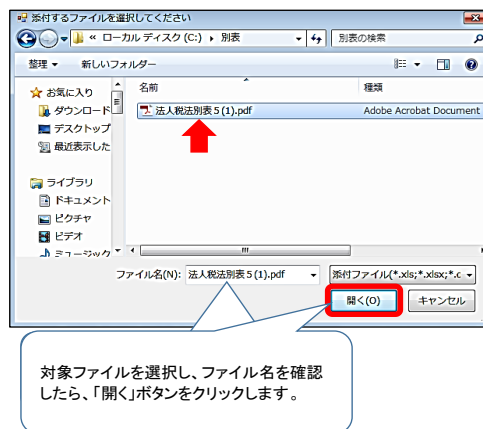 添付するファイルを選択してください
« ローカル ディスク (C:) ▸ 別表
別表の検索
整理 ▼ 新しいフォルダー
名前 種類
お気に入り
ダウンロード
デスクトップ
最近表示した
ライブラリ
ドキュメント
ピクチャ
ビデオ
ミュージック
法人税法別表5(1).pdf Adobe Acrobat Document
ファイル名(N): 法人税法別表5(1).pdf 添付ファイル(*.xls;*.xlsx;*.c
開く(O) キャンセル
対象ファイルを選択し、ファイル名を確認
したら、「開く」ボタンをクリックします。